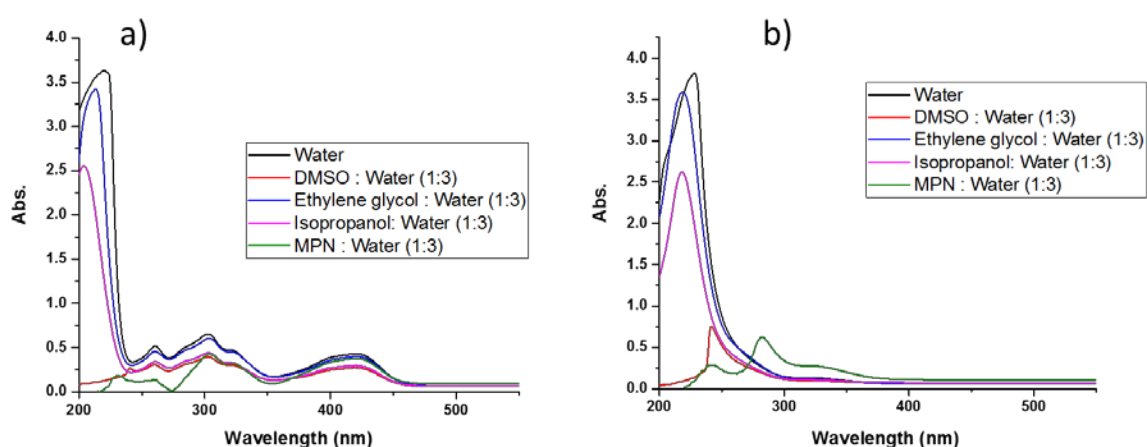 a)
4.0
3.5
3.0
2.5
2.0
1.5
1.0
0.5
0.0
Abs.
200
300
400
500
Wavelength (nm)
Water
DMSO : Water (1:3)
Ethylene glycol : Water (1:3)
Isopropanol: Water (1:3)
MPN : Water (1:3)
b)
4.0
3.5
3.0
2.5
2.0
1.5
1.0
0.5
0.0
Abs.
200
300
400
500
Wavelength (nm)
Water
DMSO : Water (1:3)
Ethylene glycol : Water (1:3)
Isopropanol: Water (1:3)
MPN : Water (1:3)